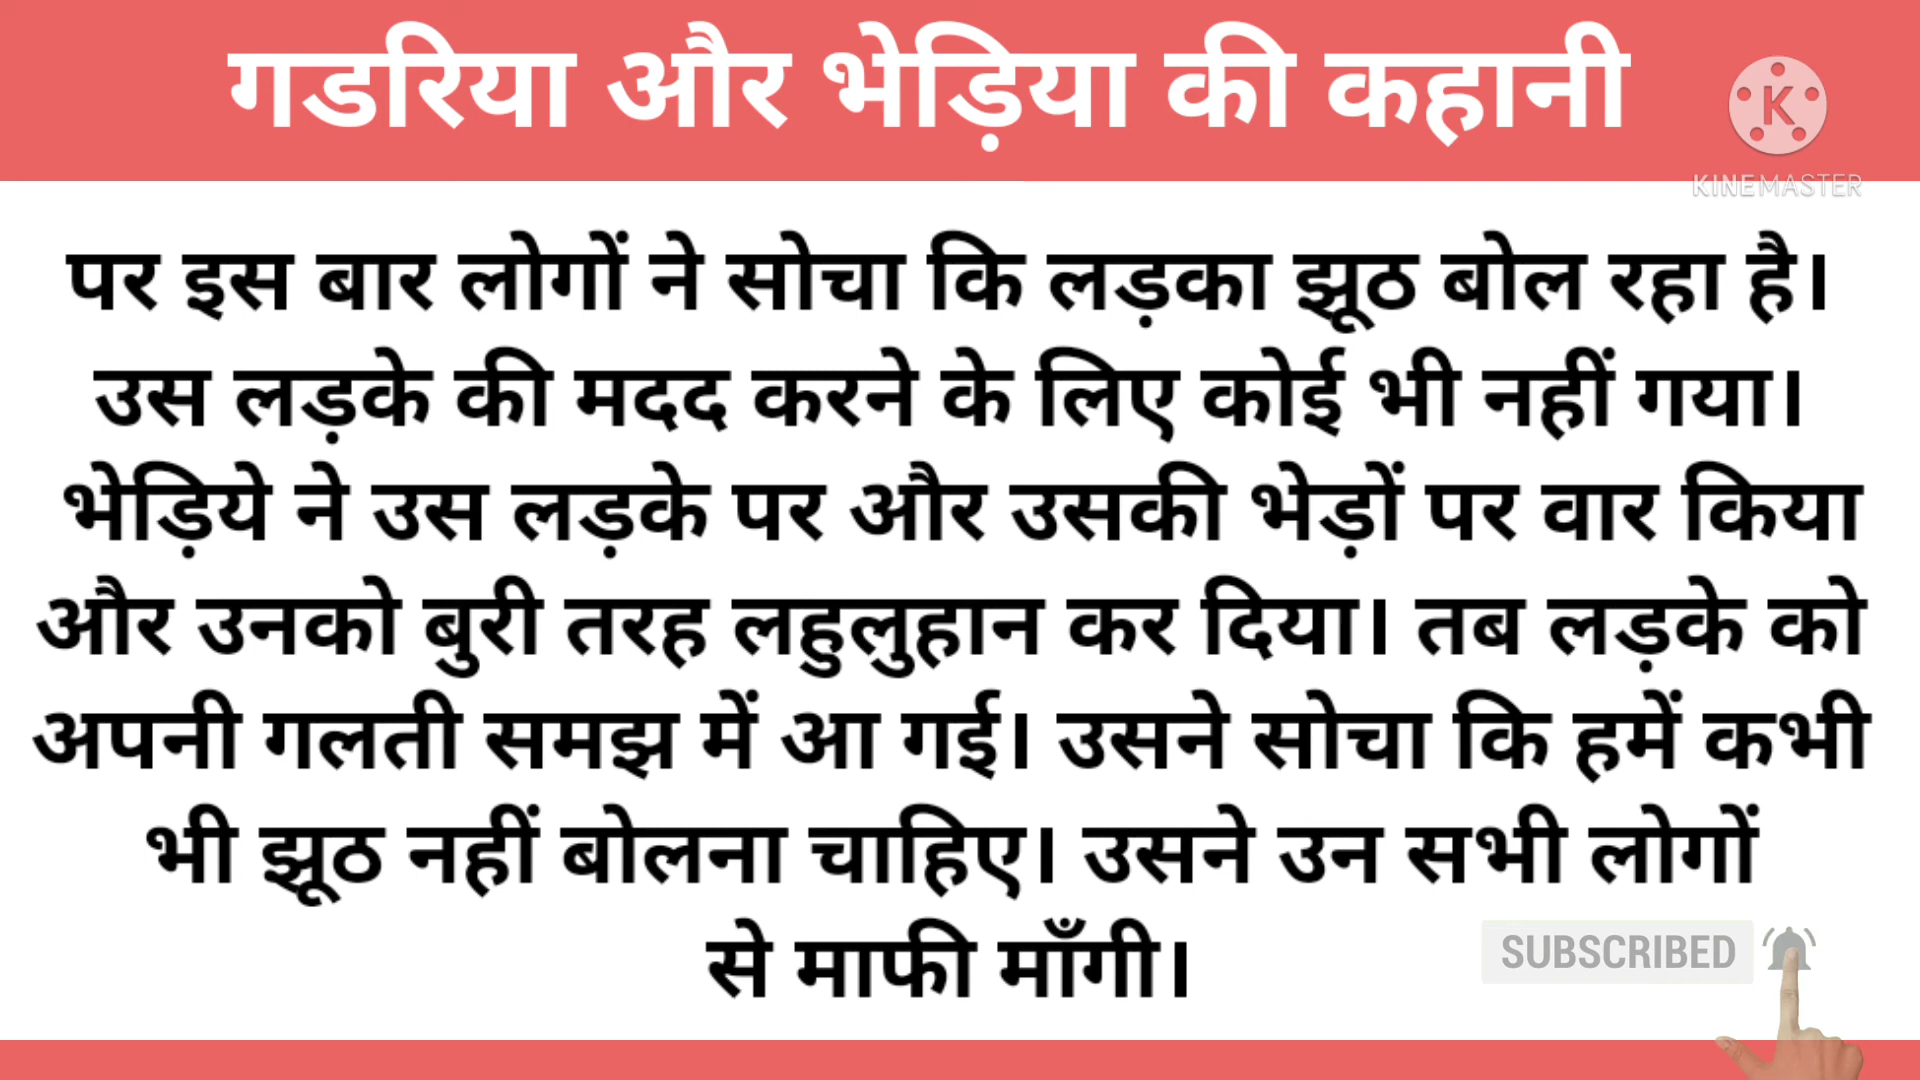 गडरिया और भेड़िया की कहानी
K
KINEMASTER
पर इस बार लोगों ने सोचा कि लड़का झूठ बोल रहा है।
उस लड़के की मदद करने के लिए कोई भी नहीं गया।
भेड़िये ने उस लड़के पर और उसकी भेड़ों पर वार किया
और उनको बुरी तरह लहुलुहान कर दिया। तब लड़के को
अपनी गलती समझ में आ गई। उसने सोचा कि हमें कभी
भी झूठ नहीं बोलना चाहिए। उसने उन सभी लोगों
से माफी माँगी।
SUBSCRIBED